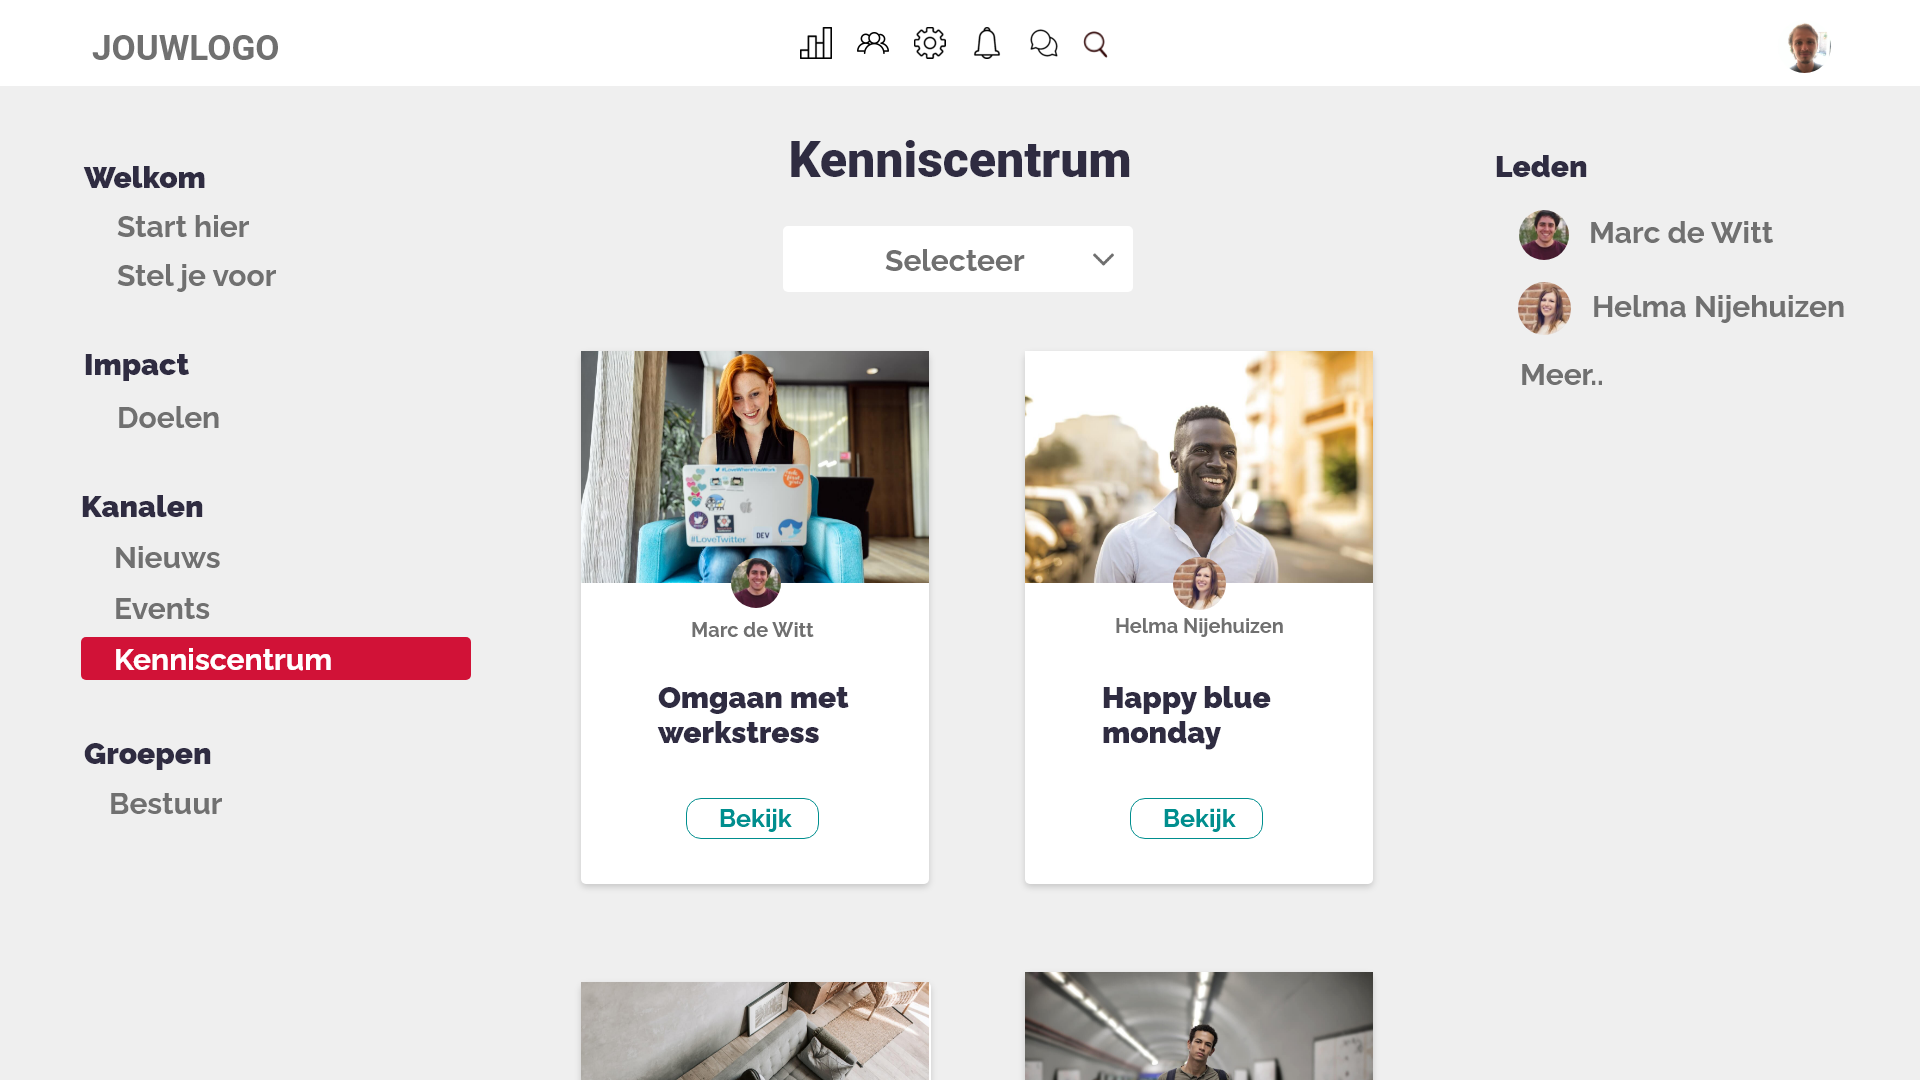 JOUWLOGO
Welkom
Start hier
Stel je voor
Impact
Doelen
Kanalen
Nieuws
Events
Kenniscentrum
Groepen
Bestuur
Kenniscentrum
Selecteer
#LoveWhereYouWork
#LoveTwitter
DEV
Marc de Witt
Omgaan met
werkstress
Bekijk
Helma Nijehuizen
Happy blue
monday
Bekijk
Leden
Marc de Witt
Helma Nijehuizen
Meer..